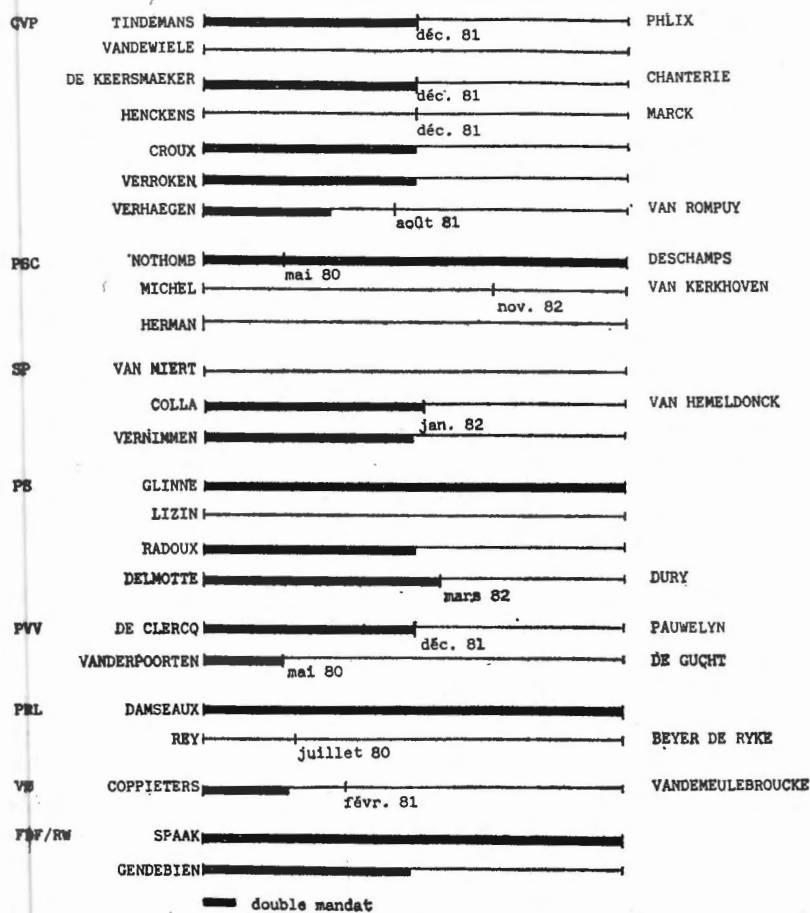 CVP TINDEMANS PHLIX
déc. 81
VANDEWIELE
DE KEERSMAEKER CHANTERIE
déc. 81
HENCKENS MARCK
déc. 81
CROUX
VERROKEN
VERHAEGEN VAN ROMPUY
août 81
PSC NOTHOMB DESCHAMPS
mai 80
MICHEL VAN KERKHOVEN
nov. 82
HERMAN
SP VAN MIERT
COLLA VAN HEMELDONCK
jan. 82
VERNIMMEN
PS GLINNE
LIZIN
RADOUX
DELMOTTE DURY
mars 82
PVV DE CLERCQ PAUWELYN
déc. 81
VANDERPOORTEN DE GUCHT
mai 80
PRL DAMSEAUX
REY BEYER DE RYKE
juillet 80
VU COPPIETERS VANDEMEULEBROUCKE
févr. 81
FDF/RW SPAAK
GENDEBIEN
double mandat